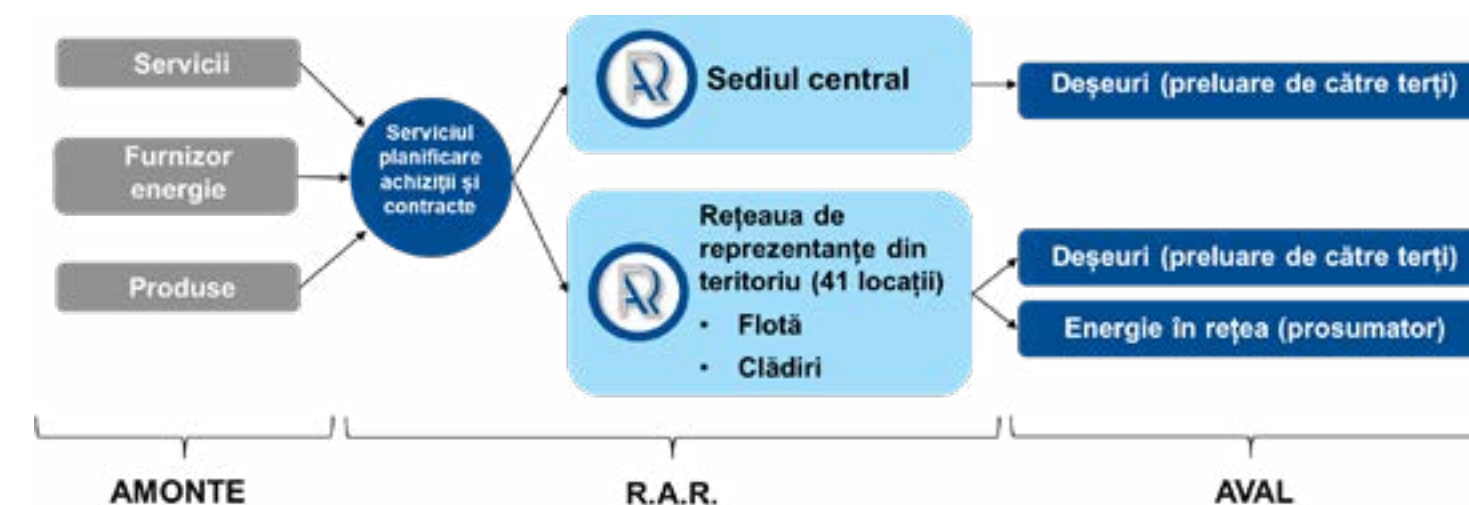 Servicii
Furnizor
energie
Produse
Serviciul
planificare
achiziții și
contracte
Sediul central
Rețeaua de
reprezentanțe din
teritoriu (41 locații)
• Flotă
• Clădiri
Deșeuri (preluare de către terți)
Deșeuri (preluare de către terți)
Energie în rețea (prosumator)
AMONTE
R.A.R.
AVAL